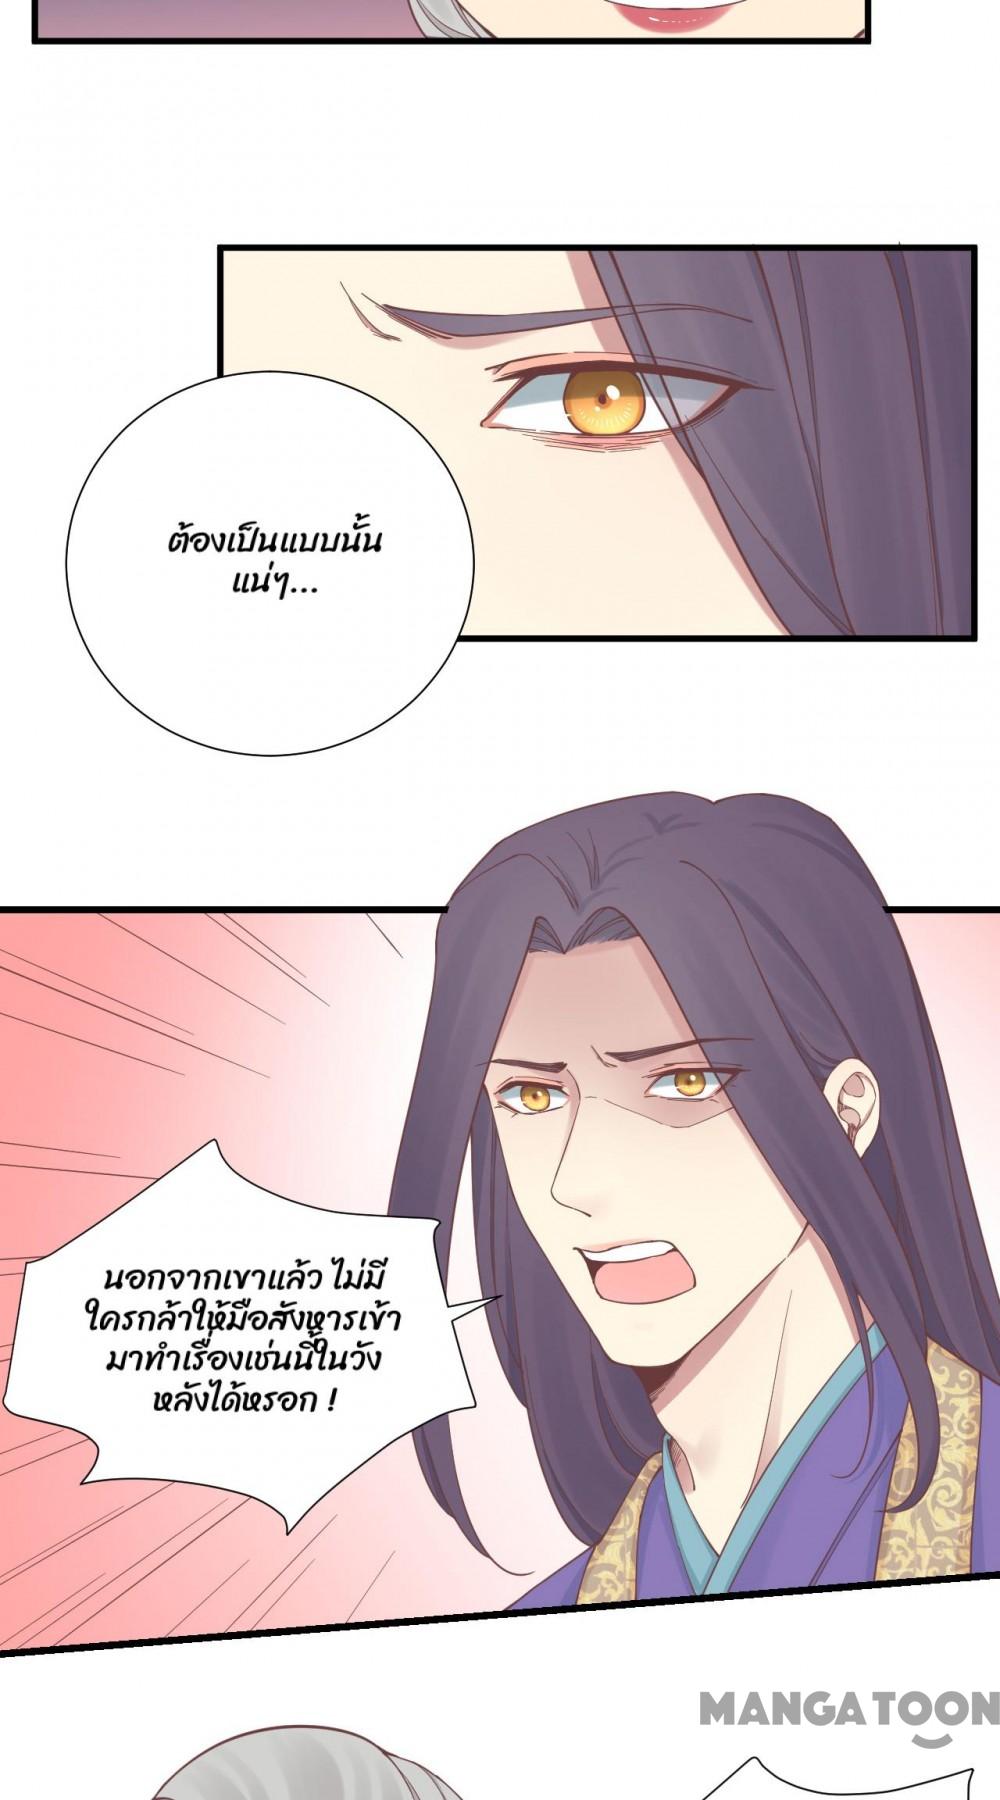 ต้องเป็นแบบนั้น
แน่ๆ...
นอกจากเขาแล้ว ไม่มี
ใครกล้าให้มือสังหารเข้า
มาทำเรื่องเช่นนี้ในวัง
หลังได้หรอก !
MANGATOON